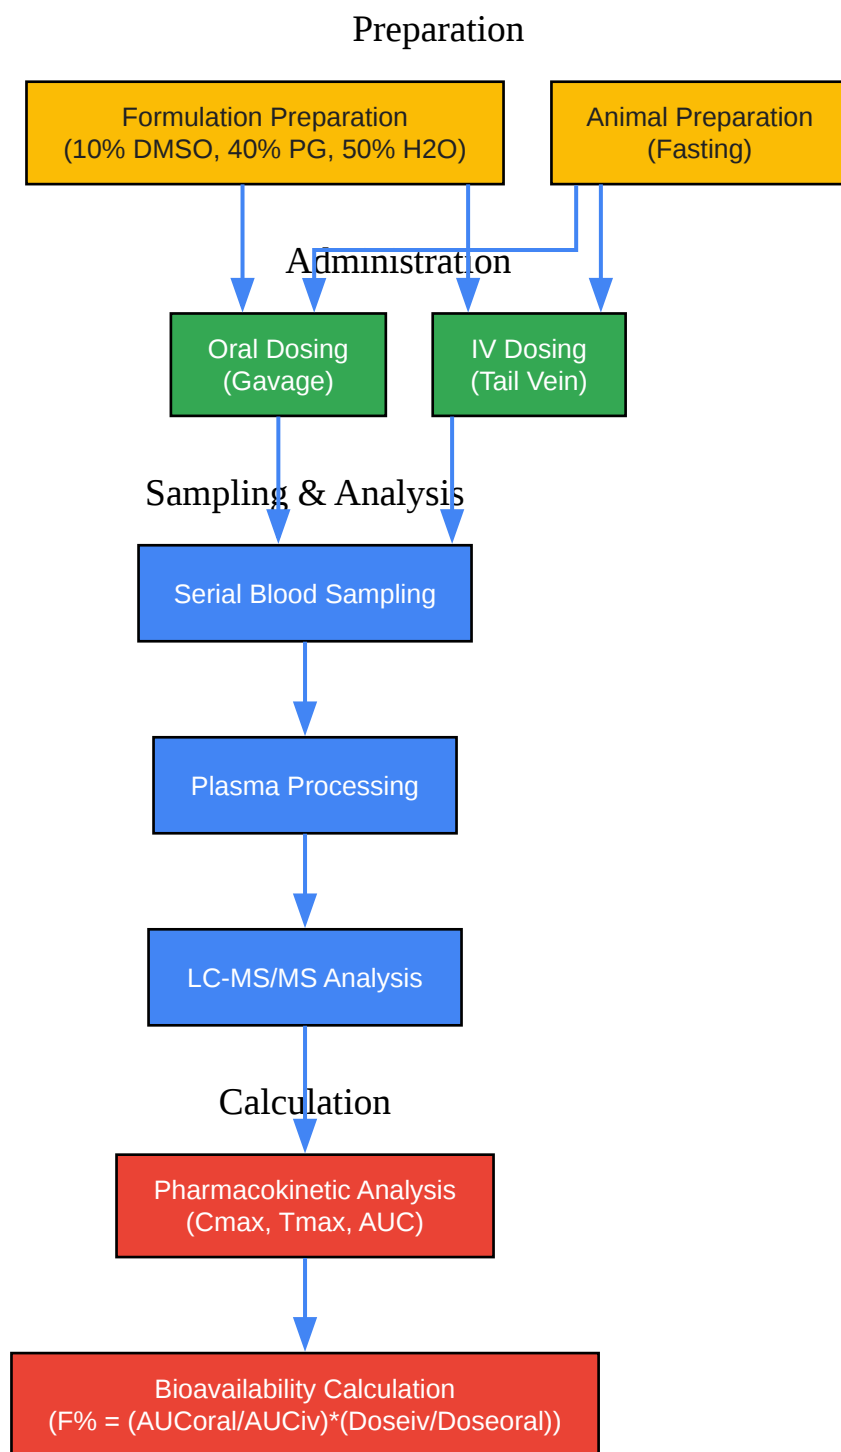 Preparation
Formulation Preparation
(10% DMSO, 40% PG, 50% H2O)
Animal Preparation
(Fasting)
Administration
Oral Dosing
(Gavage)
IV Dosing
(Tail Vein)
Sampling & Analysis
Serial Blood Sampling
Plasma Processing
LC-MS/MS Analysis
Calculation
Pharmacokinetic Analysis
(Cmax, Tmax, AUC)
Bioavailability Calculation
(F% = (AUCoral/AUCiv)*(Doseiv/Doseoral))